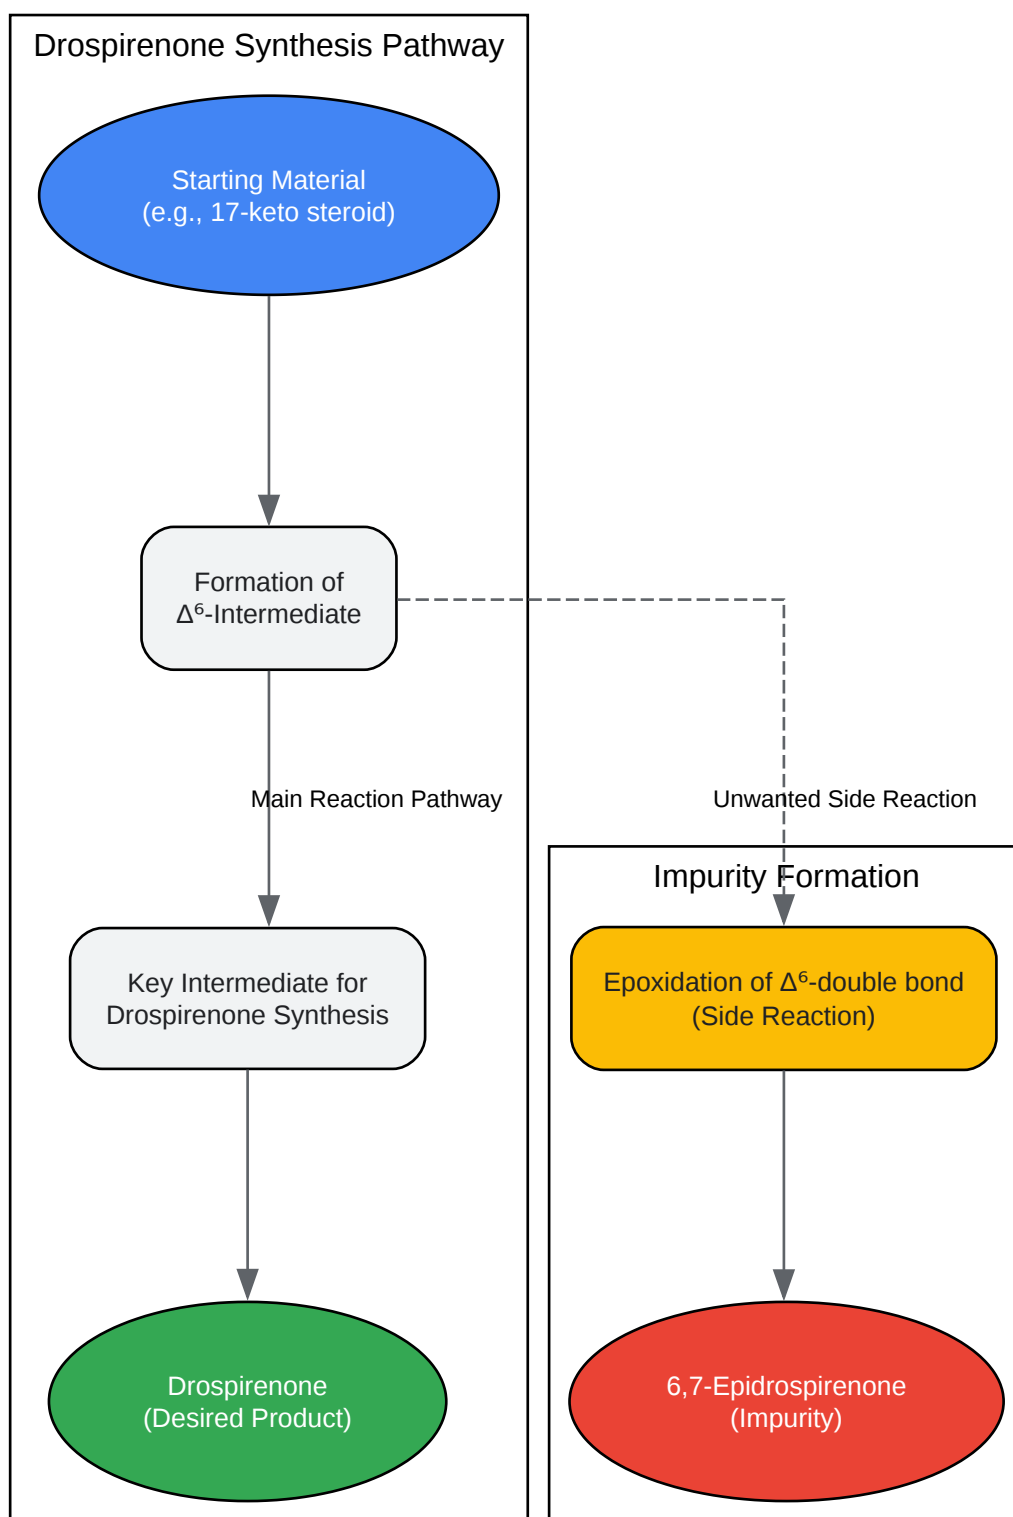 Drospirenone Synthesis Pathway
Starting Material
(e.g., 17-keto steroid)
Formation of
Δ⁶-Intermediate
Main Reaction Pathway
Unwanted Side Reaction
Impurity Formation
Key Intermediate for
Drospirenone Synthesis
Epoxidation of Δ⁶-double bond
(Side Reaction)
Drospirenone
(Desired Product)
6,7-Epidrospirenone
(Impurity)